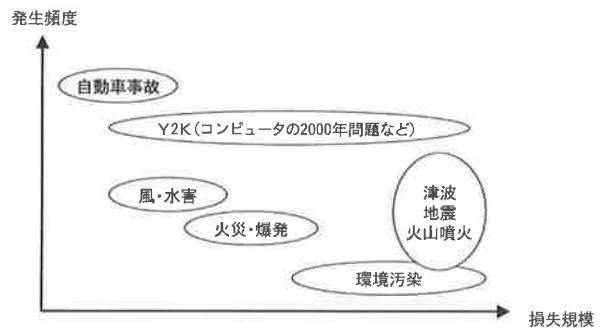 発生頻度
自動車事故
Y2K(コンピュータの2000年問題など)
風・水害
火災・爆発
津波
地震
火山噴火
環境汚染
損失規模